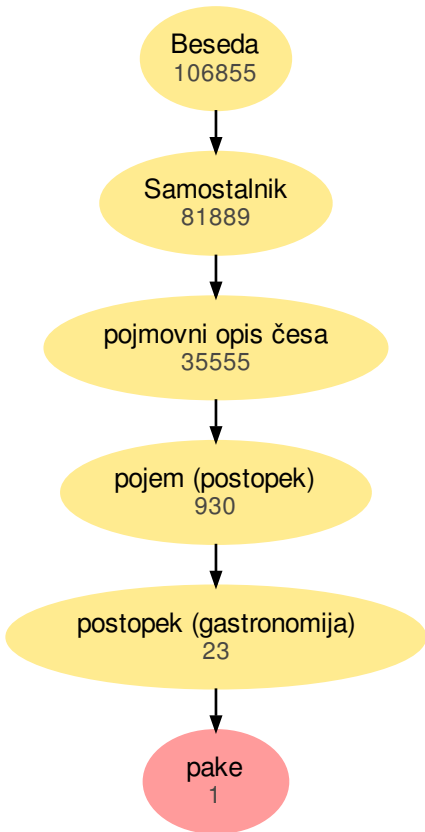 Beseda
106855
Samostalnik
81889
pojmovni opis česa
35555
pojem (postopek)
930
postopek (gastronomija)
23
pake
1